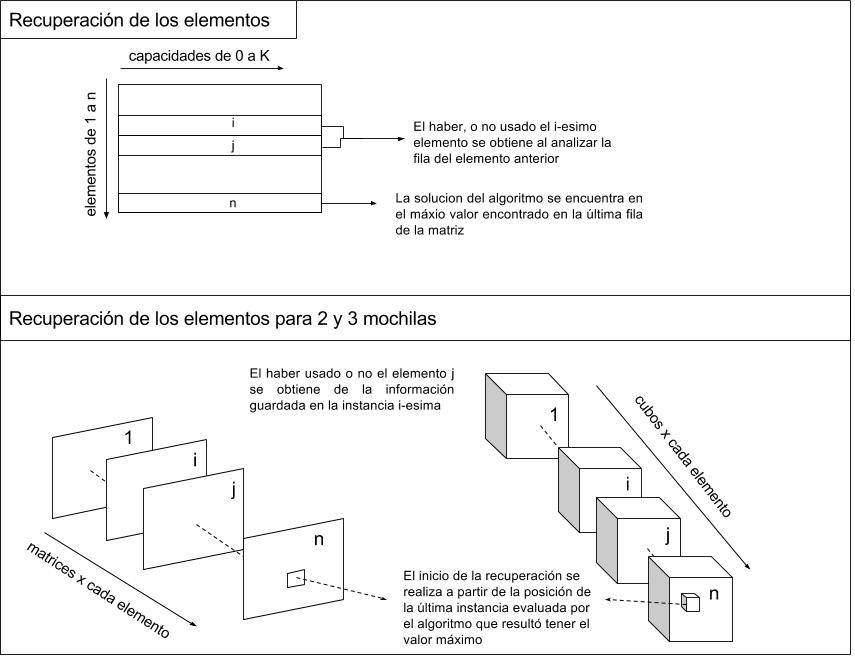 Recuperación de los elementos
capacidades de 0 a K
elementos de 1 a n
i
j
n
El haber, o no usado el i-esimo
elemento se obtiene al analizar la
fila del elemento anterior
La solucion del algoritmo se encuentra en
el máxio valor encontrado en la última fila
de la matriz
Recuperación de los elementos para 2 y 3 mochilas
El haber usado o no el elemento j
se obtiene de la información
guardada en la instancia i-esima
1
i
j
n
matrices x cada elemento
1
i
j
n
cubos x cada elemento
El inicio de la recuperación se
realiza a partir de la posición de
la última instancia evaluada por
el algoritmo que resultó tener el
valor máximo